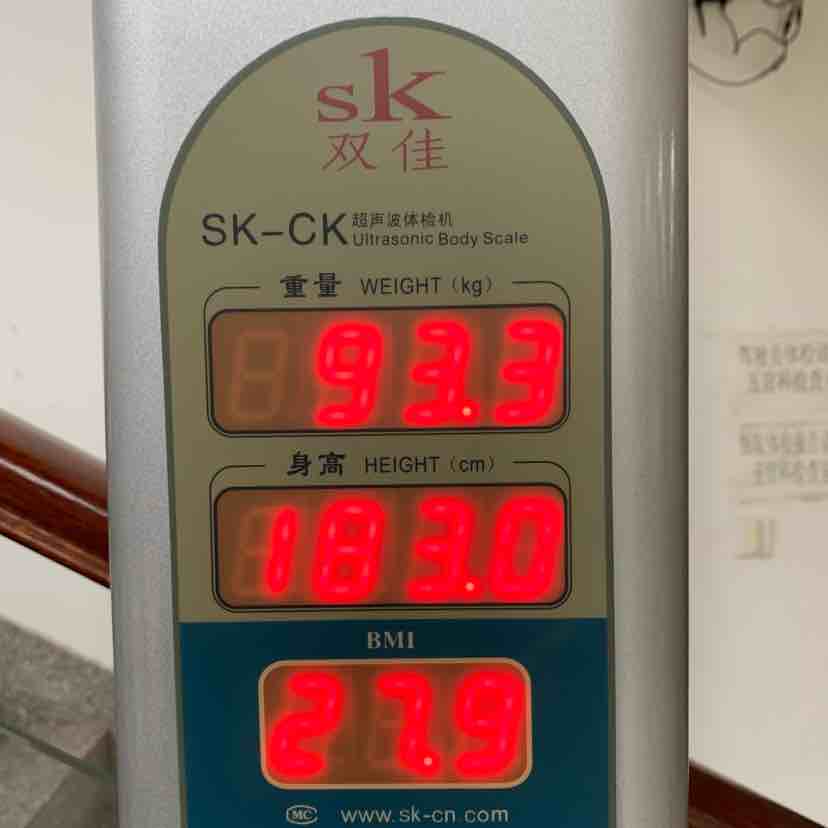 sk
双佳
SK-CK 超声波体检机
Ultrasonic Body Scale
重量 WEIGHT (kg)
93.3
身高 HEIGHT (cm)
183.0
BMI
27.9
MC www.sk-cn.com